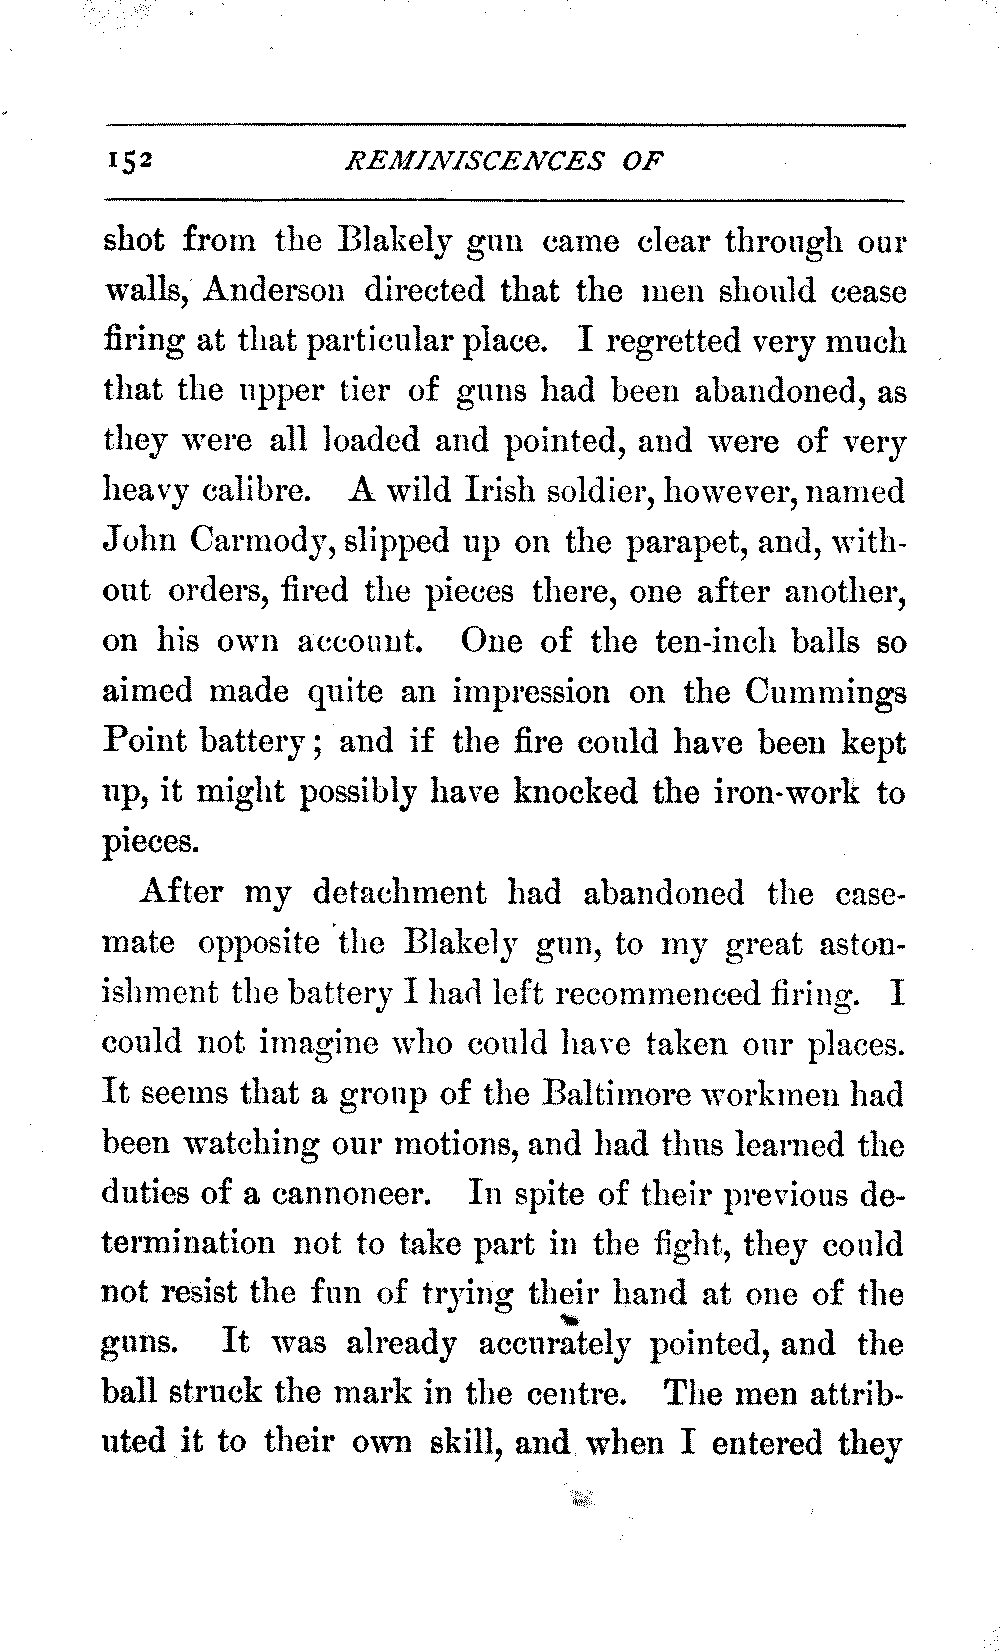 152 REMINISCENCES OF
shot from the Blakely gun came clear through our
walls, Anderson directed that the men should cease
firing at that particular place. I regretted very much
that the upper tier of guns had been abandoned, as
they were all loaded and pointed, and were of very
heavy calibre. A wild Irish soldier, however, named
John Carmody, slipped up on the parapet, and, with-
out orders, fired the pieces there, one after another,
on his own account. One of the ten-inch balls so
aimed made quite an impression on the Cummings
Point battery; and if the fire could have been kept
up, it might possibly have knocked the iron-work to
pieces.
After my detachment had abandoned the case-
mate opposite the Blakely gun, to my great aston-
ishment the battery I had left recommenced firing. I
could not imagine who could have taken our places.
It seems that a group of the Baltimore workmen had
been watching our motions, and had thus learned the
duties of a cannoneer. In spite of their previous de-
termination not to take part in the fight, they could
not resist the fun of trying their hand at one of the
guns. It was already accurately pointed, and the
ball struck the mark in the centre. The men attrib-
uted it to their own skill, and when I entered they